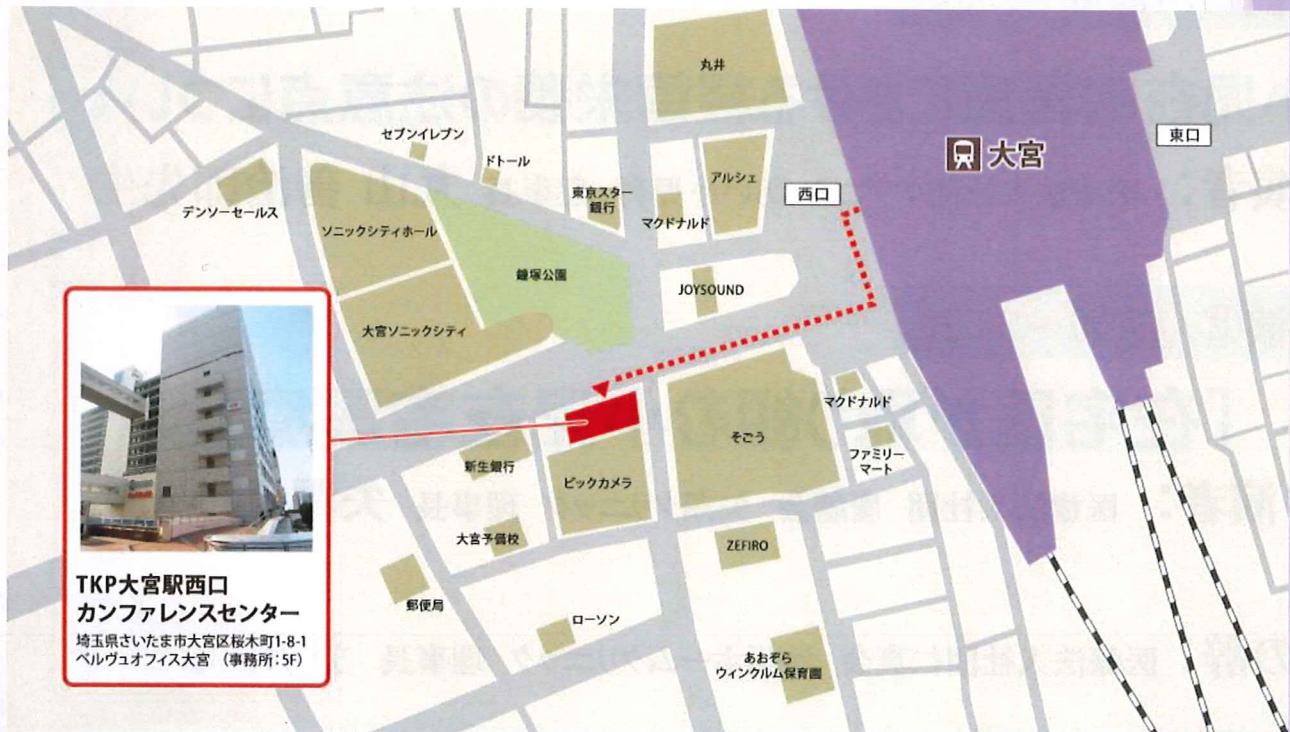 丸井
大宮
東口
セブンイレブン
ドトール
東京スター
銀行
アルシェ
西口
デンソーセールス
ソニックシティホール
マクドナルド
鐘塚公園
JOYSOUND
大宮ソニックシティ
マクドナルド
そごう
ファミリー
マート
新生銀行
ビックカメラ
大宮予備校
ZEFIRO
郵便局
ローソン
あおぞら
ウィンクルム保育園
TKP大宮駅西口
カンファレンスセンター
埼玉県さいたま市大宮区桜木町1-8-1
ベルヴュオフィス大宮 （事務所：5F）